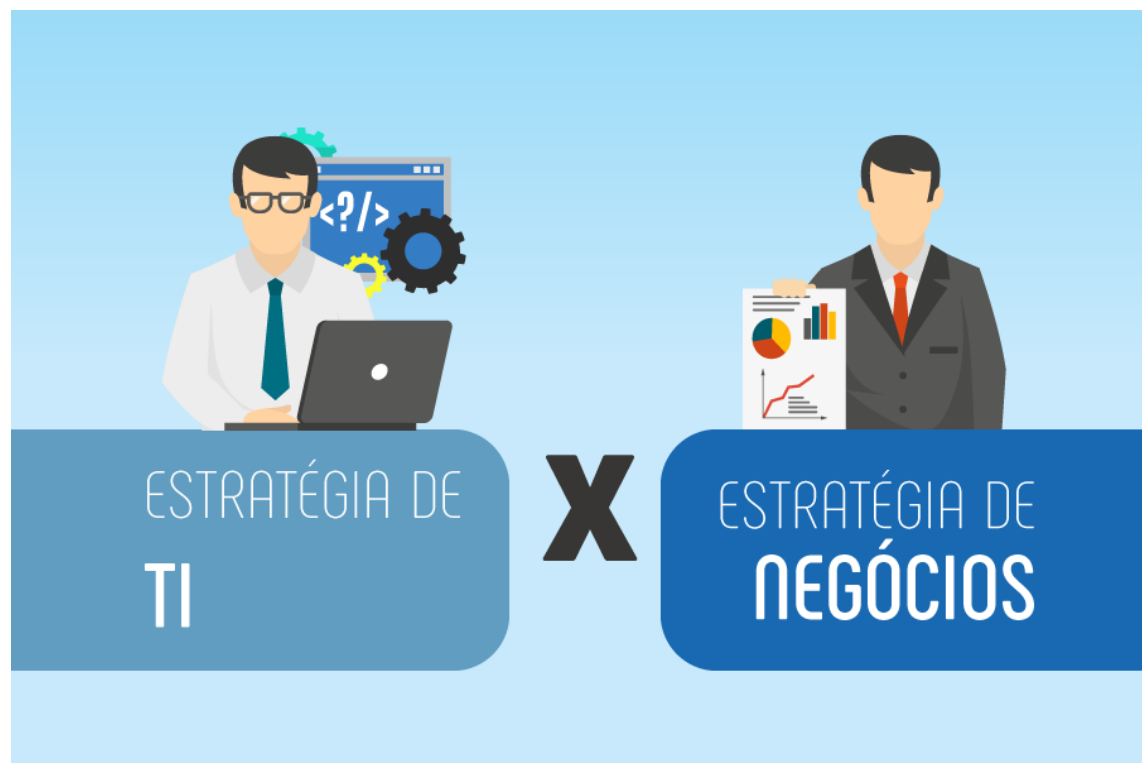 <?/>
ESTRATÉGIA DE
TI
X
ESTRATÉGIA DE
NEGÓCIOS